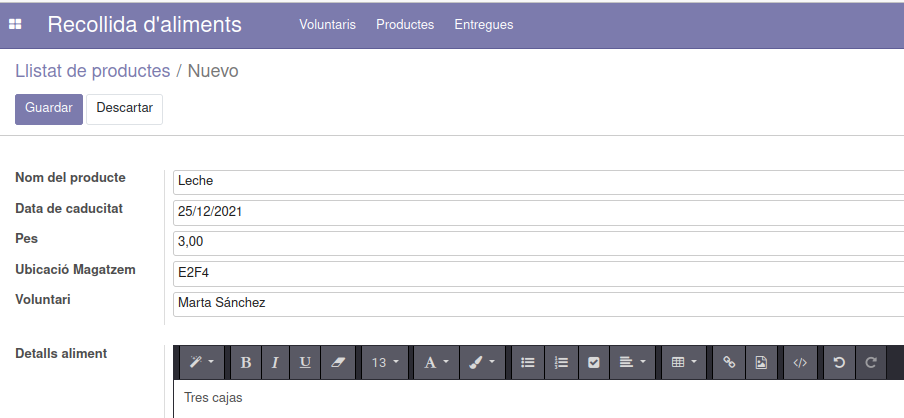 Recollida d'aliments Voluntaris Productes Entregues
Llistat de productes / Nuevo
Guardar Descartar
Nom del producte Leche
Data de caducitat 25/12/2021
Pes 3,00
Ubicació Magatzem E2F4
Voluntari Marta Sánchez
Detalls aliment B I U 13 A </>
Tres cajas